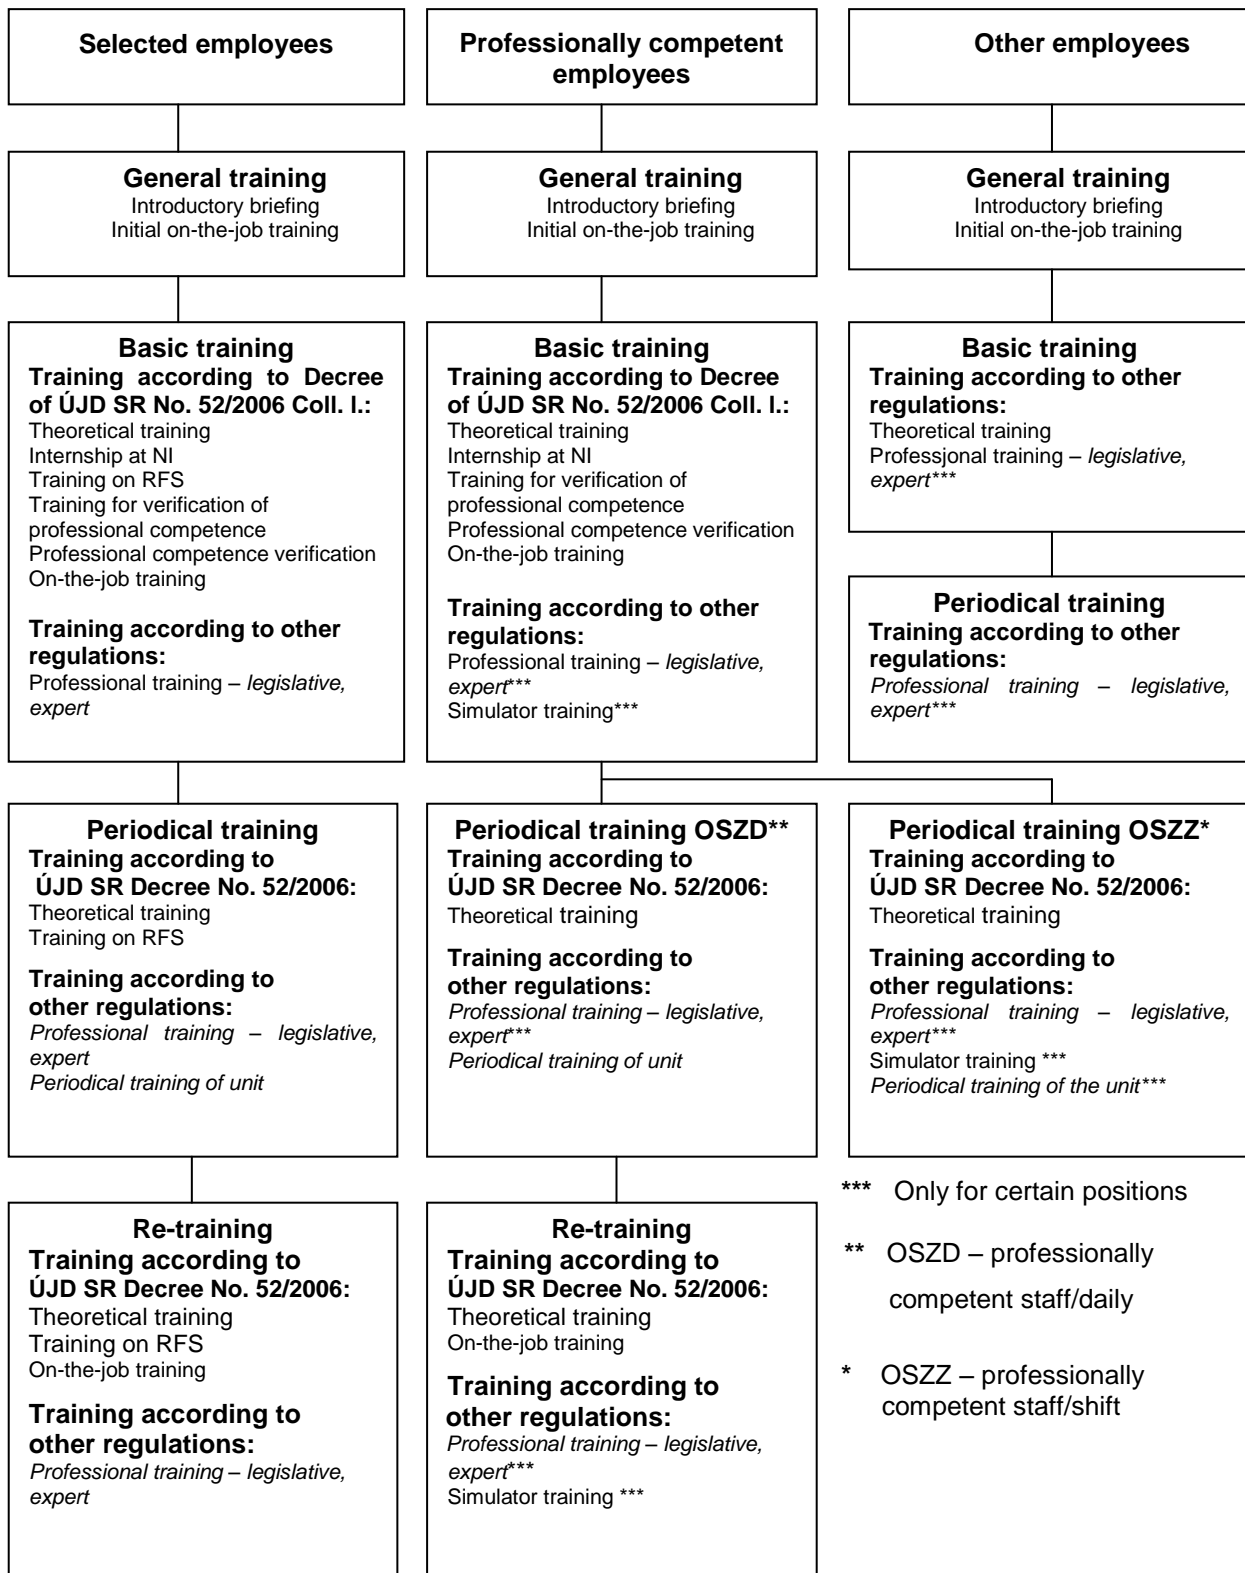 Selected employees
Professionally competent
employees
Other employees
General training
Introductory briefing
Initial on-the-job training
General training
Introductory briefing
Initial on-the-job training
General training
Introductory briefing
Initial on-the-job training
Basic training
Training according to Decree
of ÚJD SR No. 52/2006 Coll. l.:
Theoretical training
Internship at NI
Training on RFS
Training for verification of
professional competence
Professional competence verification
On-the-job training
Training according to other
regulations:
Professional training – legislative,
expert
Basic training
Training according to Decree
of ÚJD SR No. 52/2006 Coll. l.:
Theoretical training
Internship at NI
Training for verification of
professional competence
Professional competence verification
On-the-job training
Training according to other
regulations:
Professional training – legislative,
expert***
Simulator training***
Basic training
Training according to other
regulations:
Theoretical training
Professjonal training – legislative,
expert***
Periodical training
Training according to other
regulations:
Professional training – legislative,
expert***
Periodical training
Training according to
ÚJD SR Decree No. 52/2006:
Theoretical training
Training on RFS
Training according to
other regulations:
Professional training – legislative,
expert
Periodical training of unit
Periodical training OSZD**
Training according to
ÚJD SR Decree No. 52/2006:
Theoretical training
Training according to
other regulations:
Professional training – legislative,
expert***
Periodical training of unit
Periodical training OSZZ*
Training according to
ÚJD SR Decree No. 52/2006:
Theoretical training
Training according to
other regulations:
Professional training – legislative,
expert***
Simulator training ***
Periodical training of the unit***
Re-training
Training according to
ÚJD SR Decree No. 52/2006:
Theoretical training
Training on RFS
On-the-job training
Training according to
other regulations:
Professional training – legislative,
expert
Re-training
Training according to
ÚJD SR Decree No. 52/2006:
Theoretical training
On-the-job training
Training according to
other regulations:
Professional training – legislative,
expert***
Simulator training ***
*** Only for certain positions
** OSZD – professionally
competent staff/daily
* OSZZ – professionally
competent staff/shift